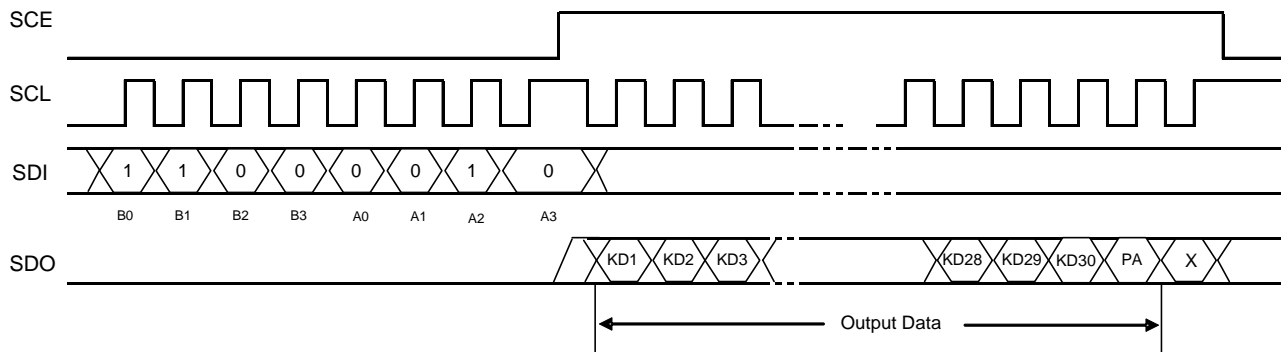 SCE
SCL
SDI 1 1 0 0 0 0 1 0
B0 B1 B2 B3 A0 A1 A2 A3
SDO KD1 KD2 KD3 KD28 KD29 KD30 PA X
Output Data